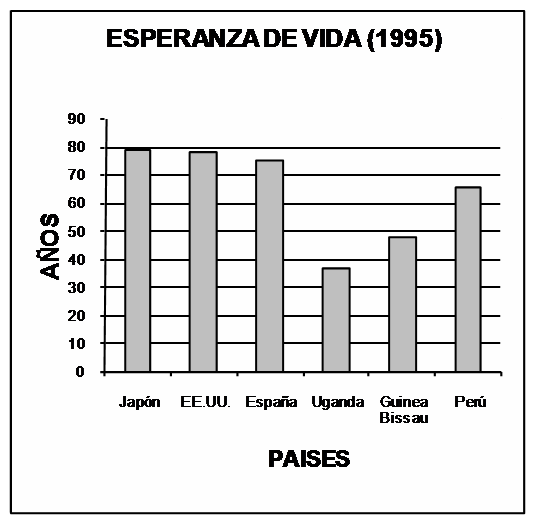 ESPERANZA DE VIDA (1995)
AÑOS
90
80
70
60
50
40
30
20
10
0
Japón EE.UU. España Uganda Guinea Bissau Perú
PAISES